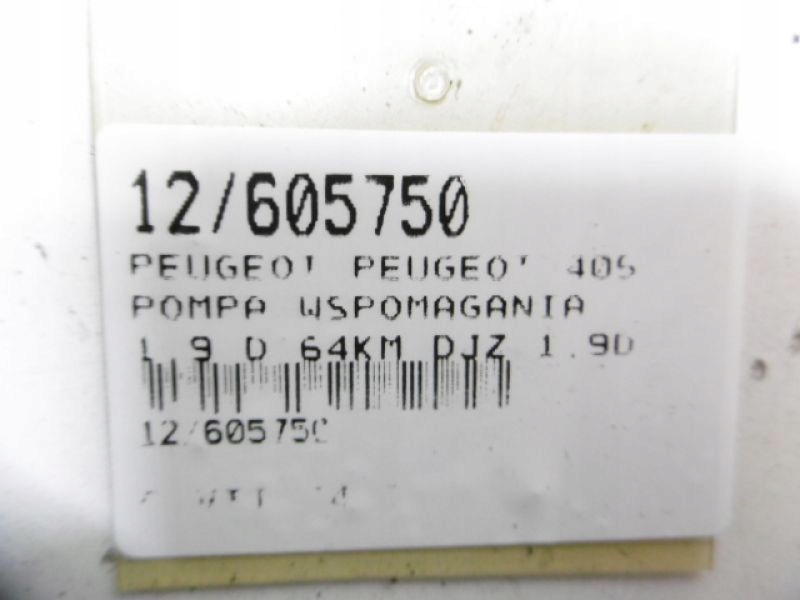 12/605750
PEUGEOT PEUGEOT 405
POMPA WSPOMAGANIA
1.9 D 64KM DJZ 1.9D
12/605750